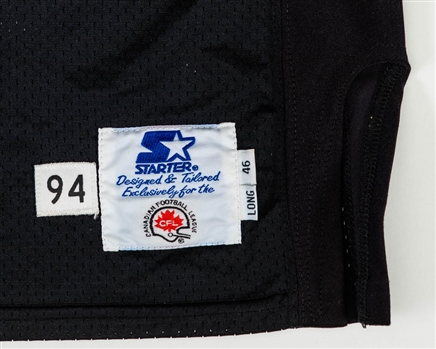 94
STARTER®
Designed & Tailored
Exclusively for the
CANADIAN FOOTBALL LEAGUE
CFL
LONG 46